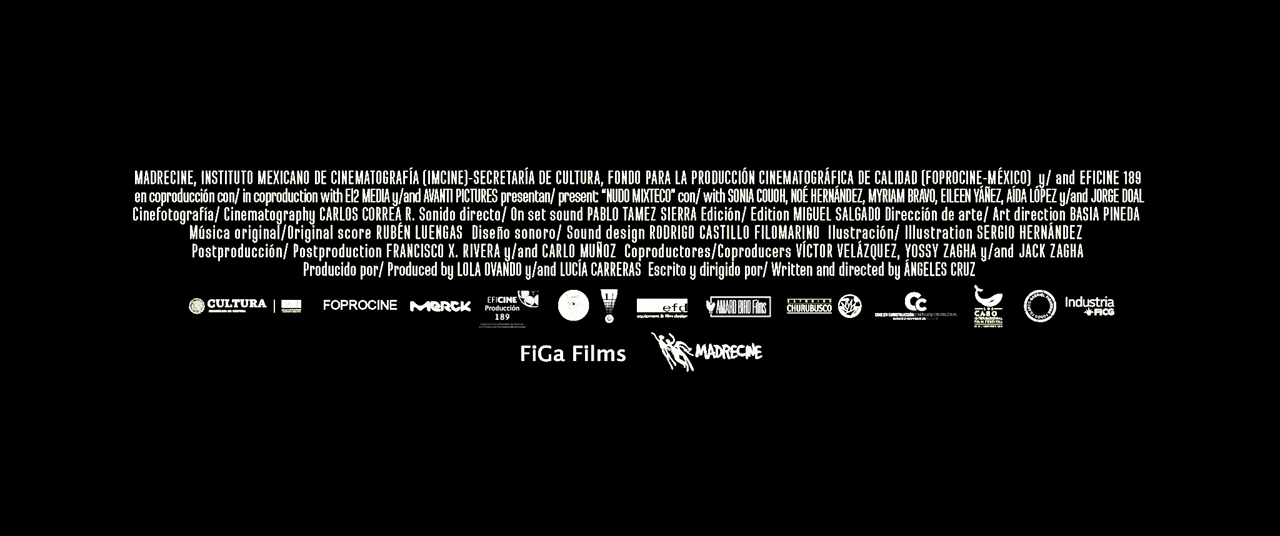 MADRECINE, INSTITUTO MEXICANO DE CINEMATOGRAFÍA (IMCINE)-SECRETARÍA DE CULTURA, FONDO PARA LA PRODUCCIÓN CINEMATOGRÁFICA DE CALIDAD (FOPROCINE-MÉXICO) y/ and EFICINE 189
en coproducción con/ in coproduction with El2 MEDIA y/and AVANTI PICTURES presentan/ present: "NUDO MIXTECO" con/ with SONIA COUOH, NOÉ HERNÁNDEZ, MYRIAM BRAVO, EILEEN YÁÑEZ, AÍDA LÓPEZ y/and JORGE DOAL
Cinefotografía/ Cinematography CARLOS CORREA R. Sonido directo/ On set sound PABLO TAMEZ SIERRA Edición/ Edition MIGUEL SALGADO Dirección de arte/ Art direction BASIA PINEDA
Música original/Original score RUBÉN LUENGAS Diseño sonoro/ Sound design RODRIGO CASTILLO FILOMARINO Ilustración/ Illustration SERGIO HERNÁNDEZ
Postproducción/ Postproduction FRANCISCO X. RIVERA y/and CARLO MUÑOZ Coproductores/Coproducers VÍCTOR VELÁZQUEZ, YOSSY ZAGHA y/and JACK ZAGHA
Producido por/ Produced by LOLA OVANDO y/and LUCÍA CARRERAS Escrito y dirigido por/ Written and directed by ÁNGELES CRUZ
CULTURA FOPROCINE MERCK EFICINE Producción 189 efd equipment & film design AMARO BIRD Films CHURUBUSCO CC CABO Industria FICG
FiGa Films MADRECINE